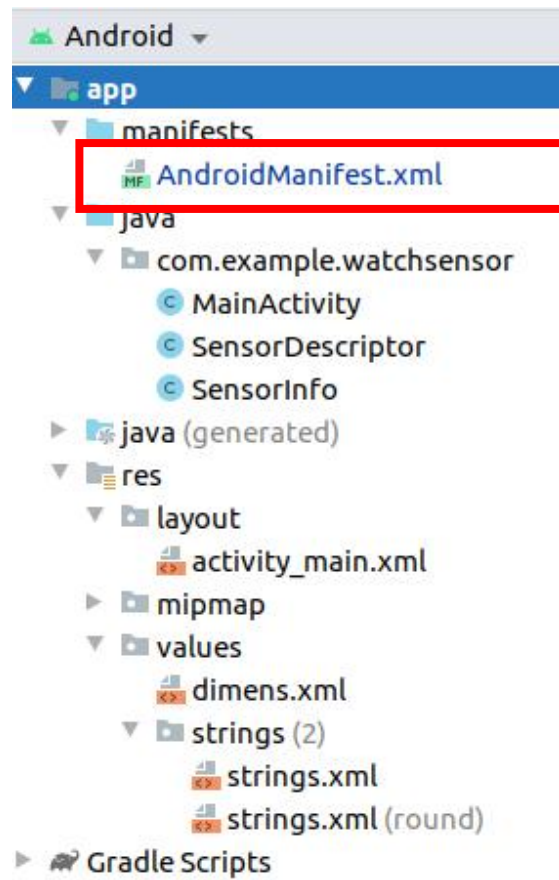 Android
app
manifests
MF AndroidManifest.xml
java
com.example.watchsensor
C MainActivity
C SensorDescriptor
C SensorInfo
java (generated)
res
layout
activity_main.xml
mipmap
values
dimens.xml
strings (2)
strings.xml
strings.xml (round)
Gradle Scripts